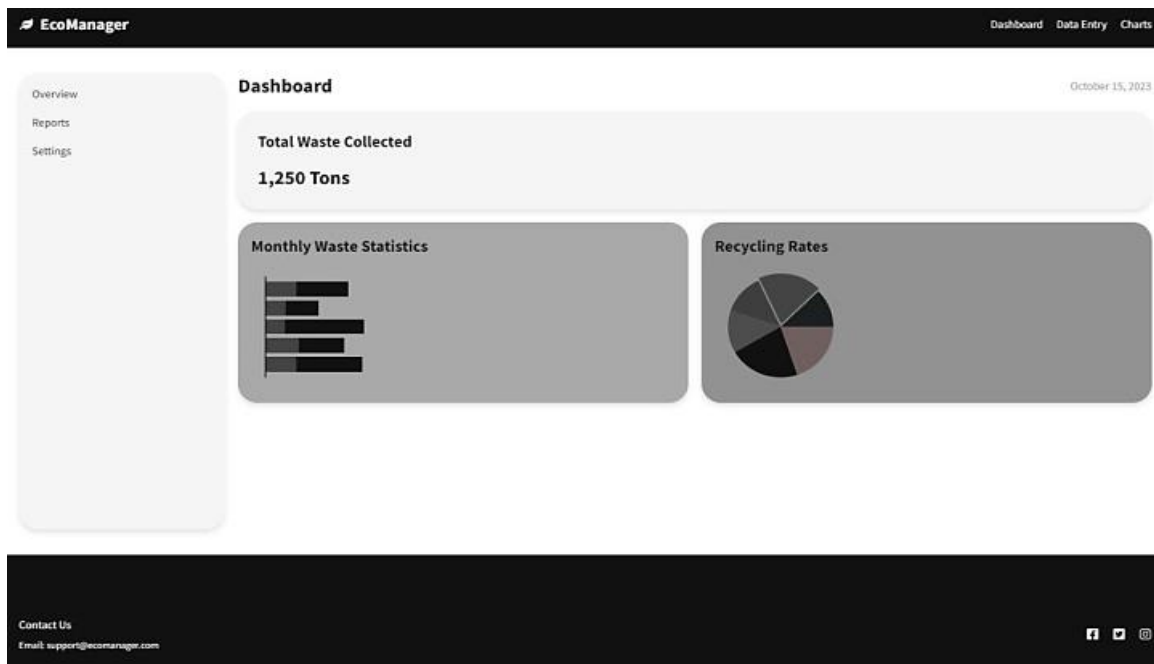 EcoManager
Dashboard Data Entry Charts
Overview
Reports
Settings
Dashboard
October 15, 2023
Total Waste Collected
1,250 Tons
Monthly Waste Statistics
Recycling Rates
Contact Us
Email: support@ecomanager.com